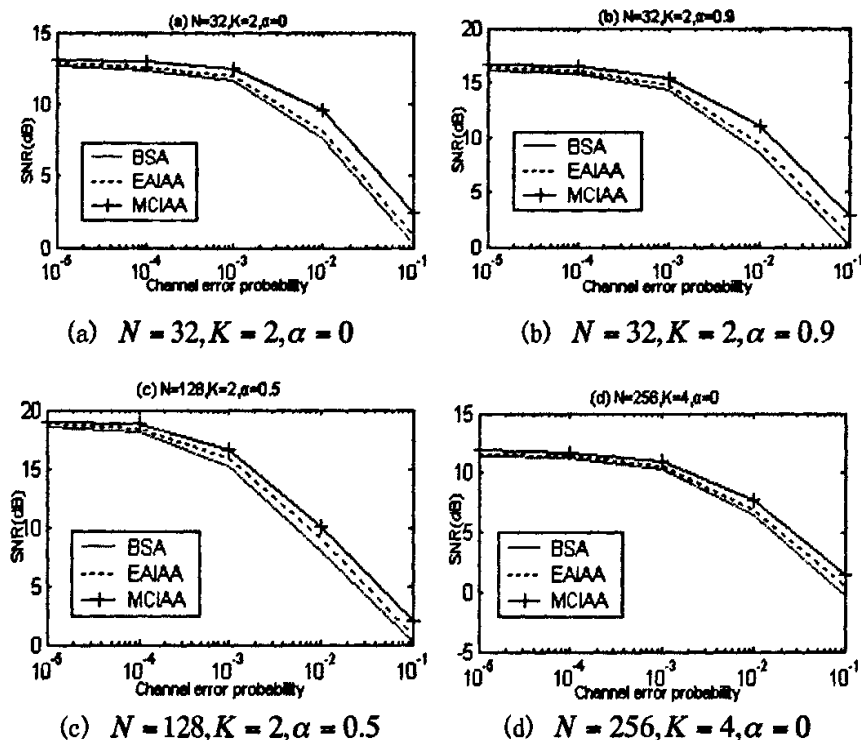 (a) N=32,K=2,α=0
15
10
5
0
SNR(dB)
BSA
EAIAA
MCIAA
10-5
10-4
10-3
10-2
10-1
Channel error probability
(a) N = 32, K = 2, α = 0
(b) N=32,K=2,α=0.9
20
15
10
5
0
SNR(dB)
BSA
EAIAA
MCIAA
10-6
10-4
10-3
10-2
10-1
Channel error probability
(b) N = 32, K = 2, α = 0.9
(c) N=128,K=2,α=0.5
20
15
10
5
0
SNR(dB)
BSA
EAIAA
MCIAA
10-5
10-4
10-3
10-2
10-1
Channel error probability
(c) N = 128, K = 2, α = 0.5
(d) N=256,K=4,α=0
15
10
5
0
-5
SNR(dB)
BSA
EAIAA
MCIAA
10-6
10-4
10-3
10-2
10-1
Channel error probability
(d) N = 256, K = 4, α = 0